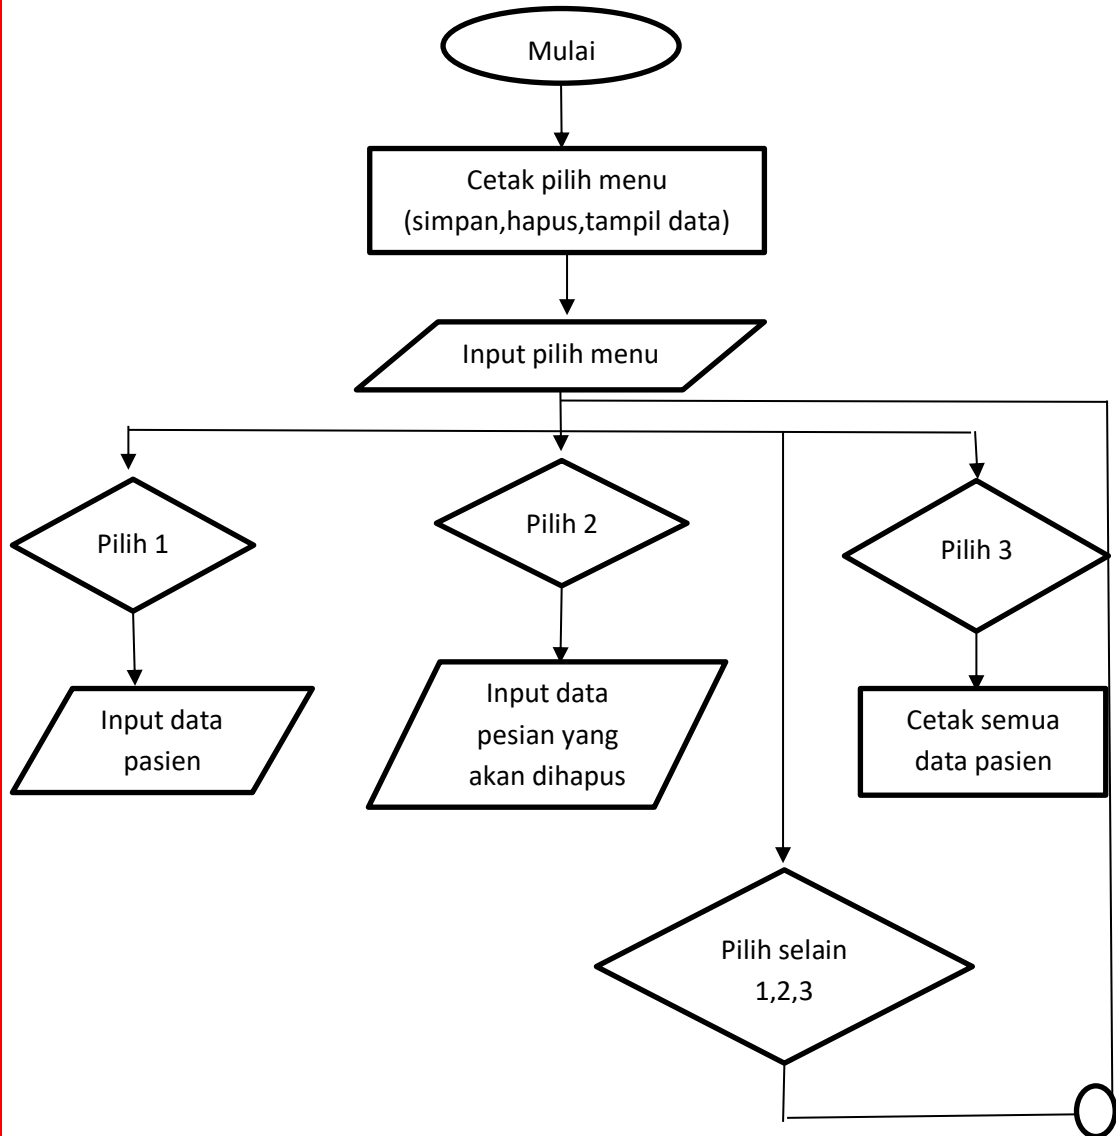 Mulai
Cetak pilih menu
(simpan,hapus,tampil data)
Input pilih menu
Pilih 1
Pilih 2
Pilih 3
Input data
pasien
Input data
pesian yang
akan dihapus
Cetak semua
data pasien
Pilih selain
1,2,3